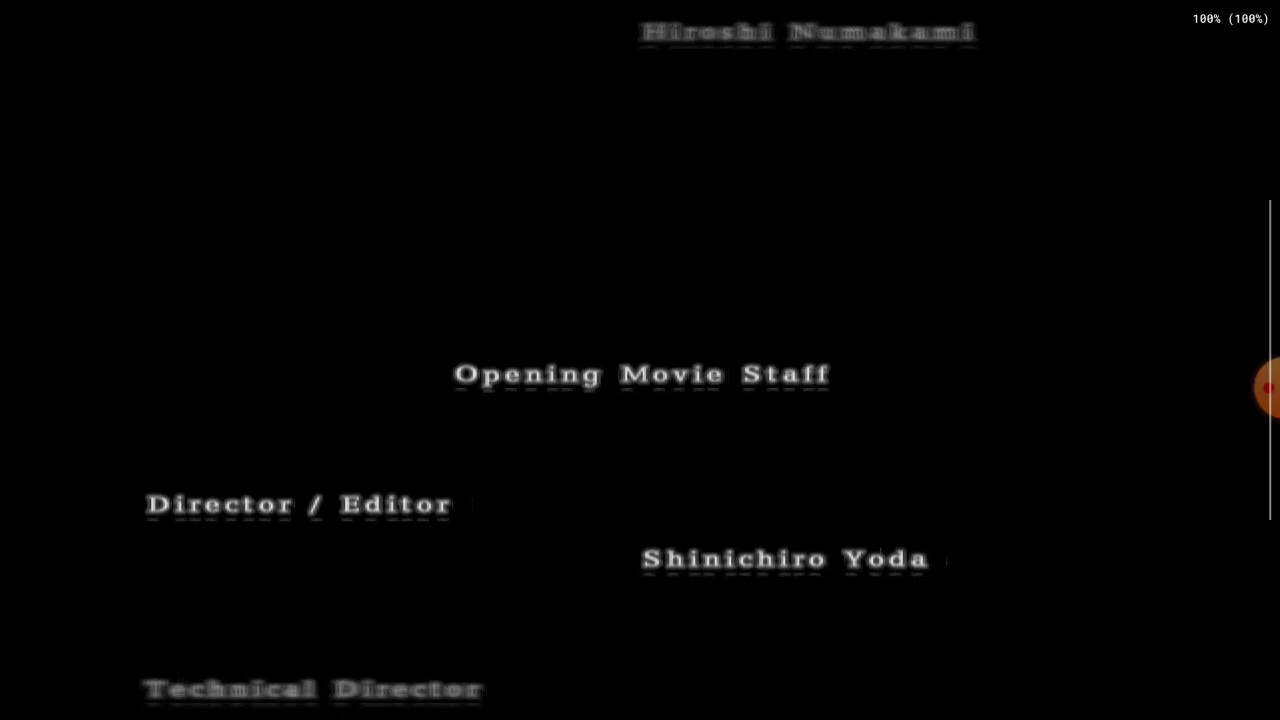 100% (100%)
Hiroshi Numakami
Opening Movie Staff
Director / Editor
Shinichiro Yoda
Technical Director